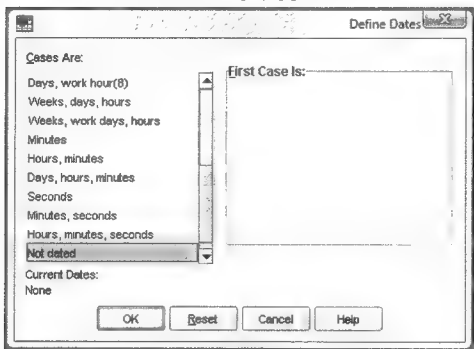 Define Dates
Cases Are:
First Case Is:
Days, work hour(8)
Weeks, days, hours
Weeks, work days, hours
Minutes
Hours, minutes
Days, hours, minutes
Seconds
Minutes, seconds
Hours, minutes, seconds
Not dated
Current Dates:
None
OK Reset Cancel Help